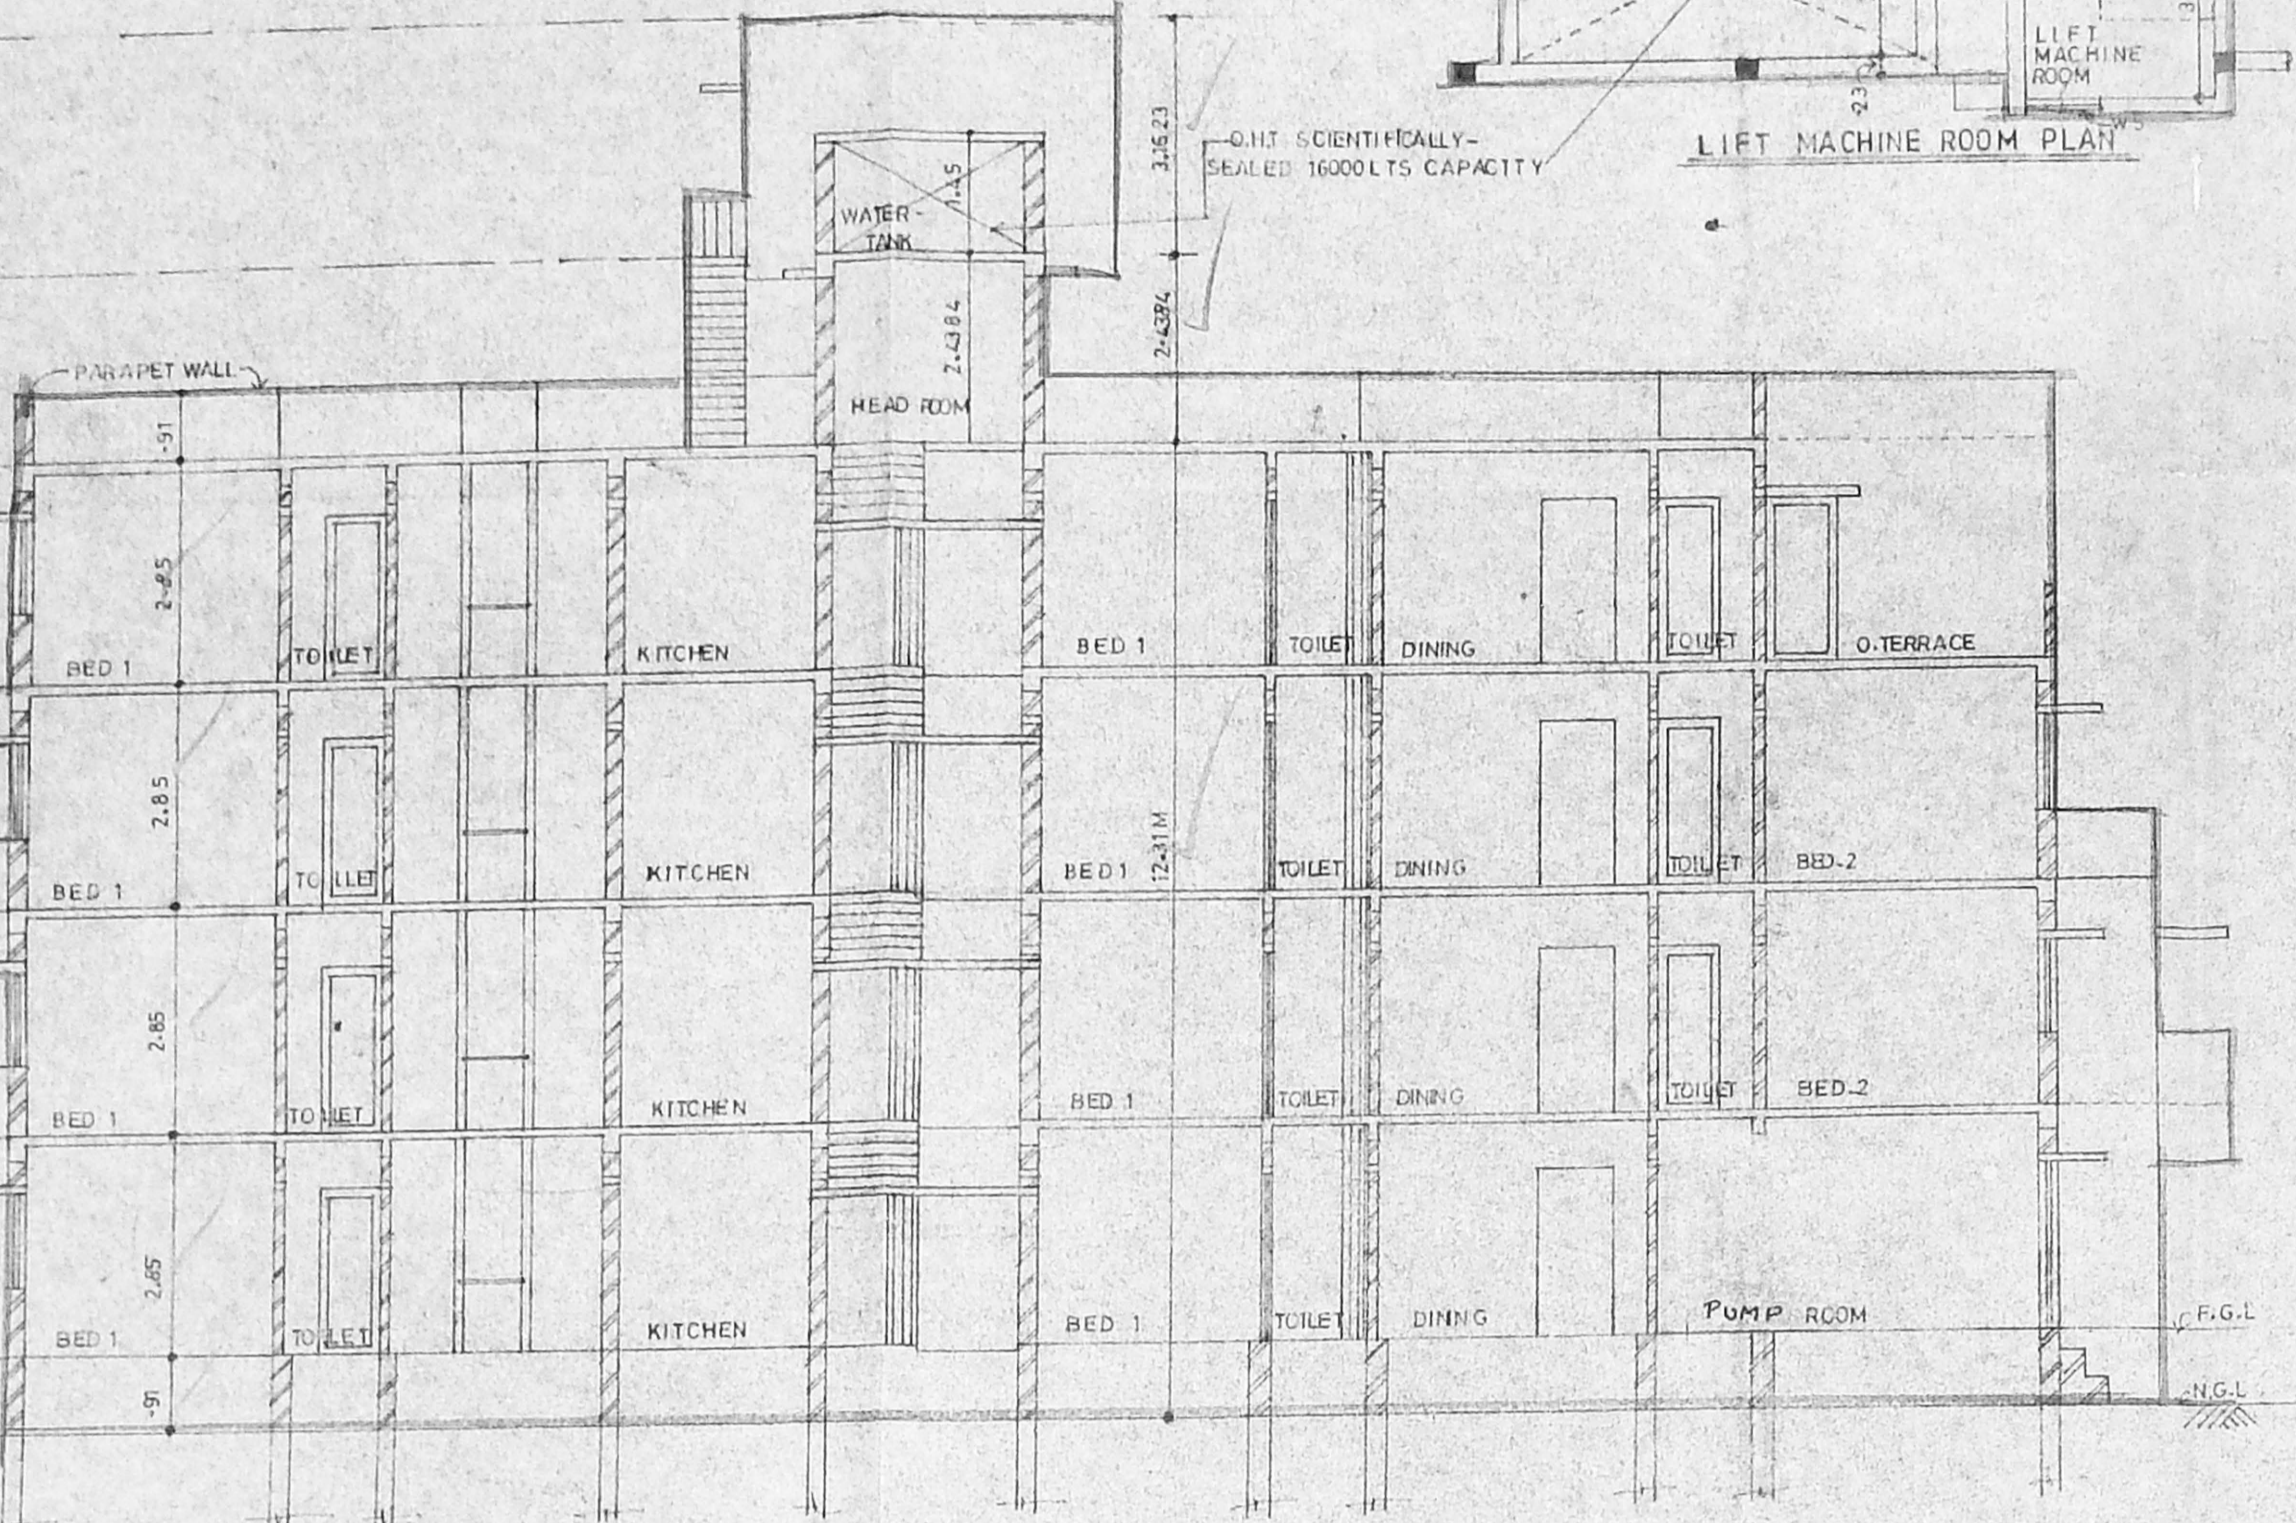 LIFT
MACHINE
ROOM
.23
LIFT MACHINE ROOM PLAN
O.H.T SCIENTIFICALLY-
SEALED 16000LTS CAPACITY
3.1623
1.45
WATER-
TANK
2.4384
2.4384
HEAD ROOM
PARAPET WALL
.91
2.85
BED 1
TOILET
KITCHEN
BED 1
TOILET
DINING
TOILET
O.TERRACE
2.85
12.31M
BED 1
TOILET
KITCHEN
BED 1
TOILET
DINING
TOILET
BED-2
2.85
BED 1
TOILET
KITCHEN
BED 1
TOILET
DINING
TOILET
BED-2
2.85
BED 1
TOILET
KITCHEN
BED 1
TOILET
DINNG
PUMP ROOM
F.G.L
.91
N.G.L